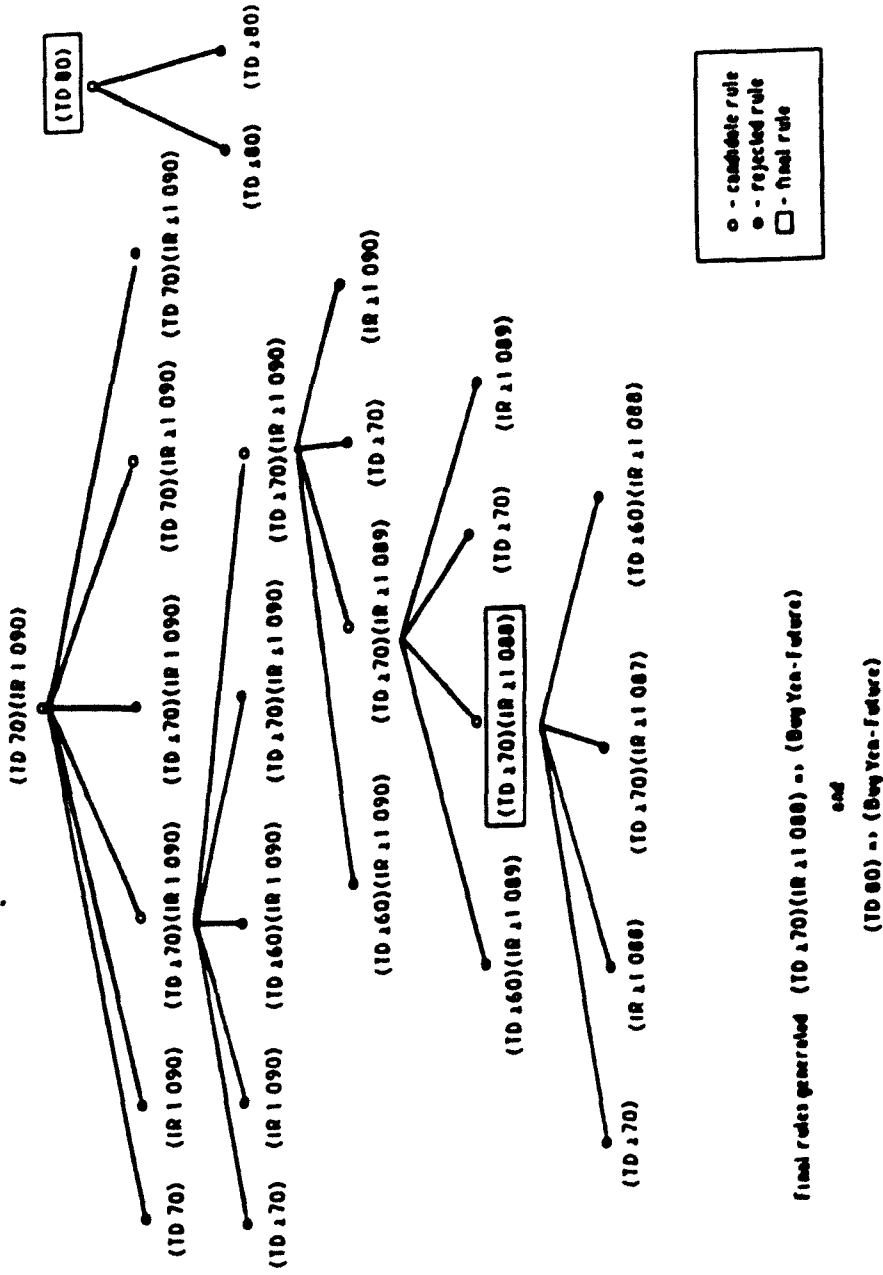 (TD 70)(IR 1 090)
(TD 80)
(TD 70)
(IR 1 090)
(TD ≥70)(IR 1 090)
(TD ≥70)(IR 1 090)
(TD 70)(IR ≥1 090)
(TD 70)(IR ≥1 090)
(TD ≥80)
(TD ≥80)
(TD ≥70)
(IR 1 090)
(TD ≥60)(IR 1 090)
(TD ≥70)(IR ≥1 090)
(TD ≥70)(IR ≥1 090)
(TD ≥60)(IR ≥1 090)
(TD ≥70)(IR ≥1 089)
(TD ≥70)
(IR ≥1 090)
(TD ≥60)(IR ≥1 089)
(TD ≥70)(IR ≥1 088)
(TD ≥70)
(IR ≥1 089)
(TD ≥70)
(IR ≥1 088)
(TD ≥70)(IR ≥1 087)
(TD ≥60)(IR ≥1 088)
o - candidate rule
● - rejected rule
□ - final rule
Final rules generated (TD ≥70)(IR ≥1 088) => (Buy Yen-Future)
and
(TD 80) => (Buy Yen-Future)